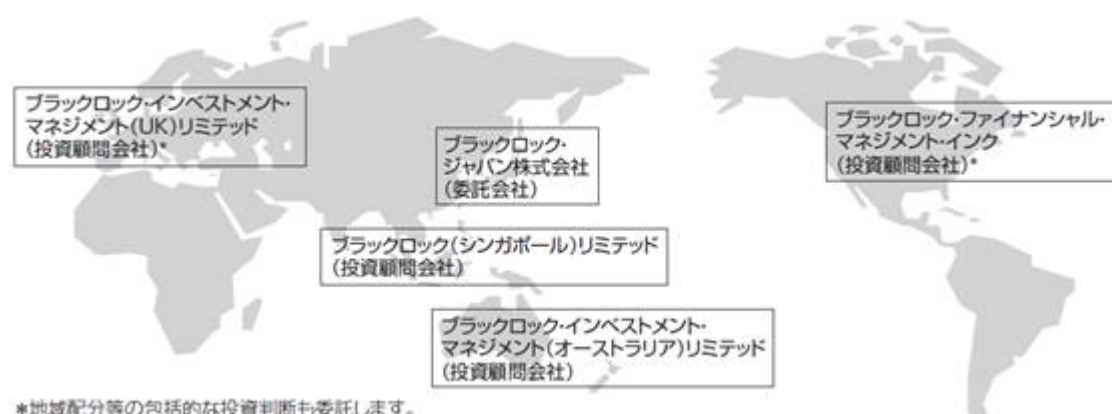 ブラックロック・インベストメント・
マネジメント(UK)リミテッド
(投資顧問会社)*
ブラックロック・
ジャパン株式会社
(委託会社)
ブラックロック・ファイナンシャル・
マネジメント・インク
(投資顧問会社)*
ブラックロック(シンガポール)リミテッド
(投資顧問会社)
ブラックロック・インベストメント・
マネジメント(オーストラリア)リミテッド
(投資顧問会社)
*地域配分等の包括的な投資判断も委託します。